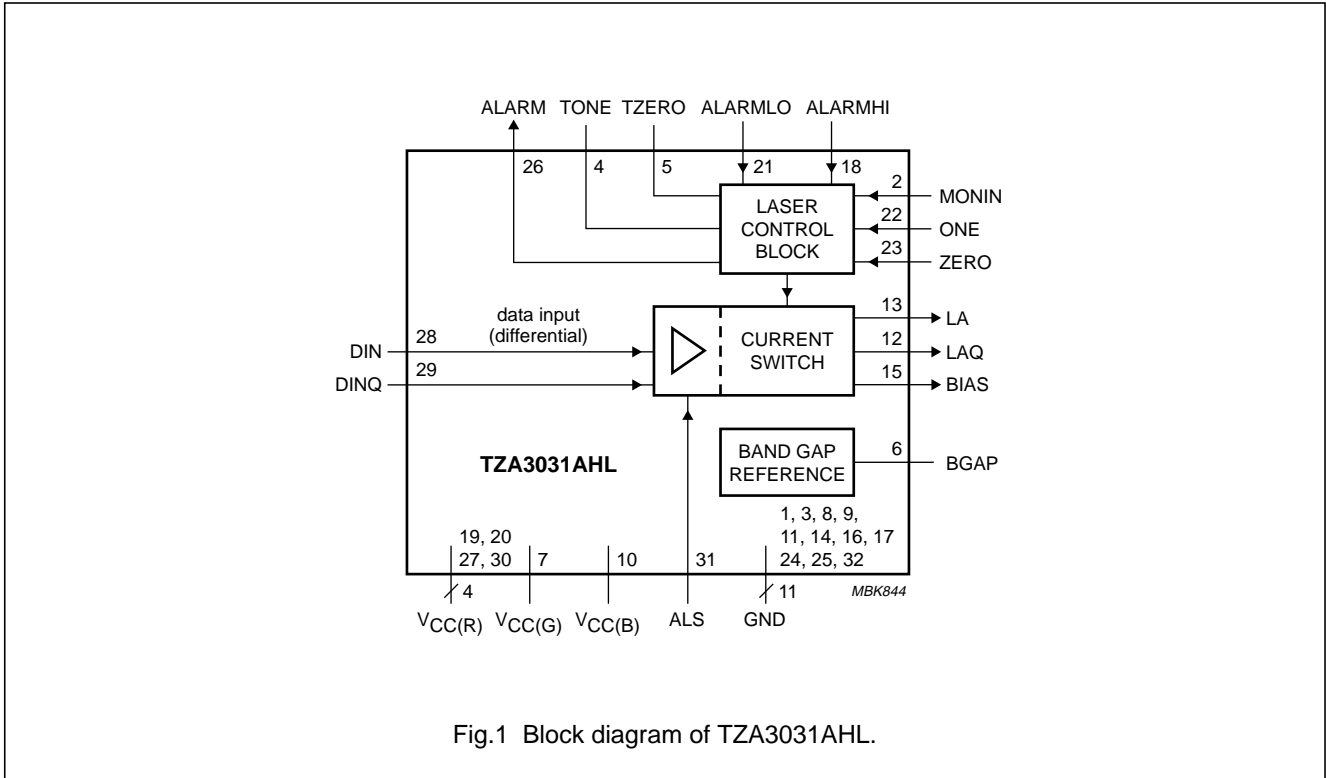 ALARM TONE TZERO ALARMLO ALARMHI
26 4 5 21 18
2 MONIN
LASER
CONTROL
BLOCK
22 ONE
23 ZERO
data input
(differential)
13 LA
DIN 28
CURRENT
SWITCH
12 LAQ
DINQ 29
15 BIAS
TZA3031AHL
BAND GAP
REFERENCE
6 BGAP
19, 20
27, 30
7 10 31
1, 3, 8, 9,
11, 14, 16, 17
24, 25, 32
4 11 MBK844
VCC(R) VCC(G) VCC(B) ALS GND
Fig.1 Block diagram of TZA3031AHL.